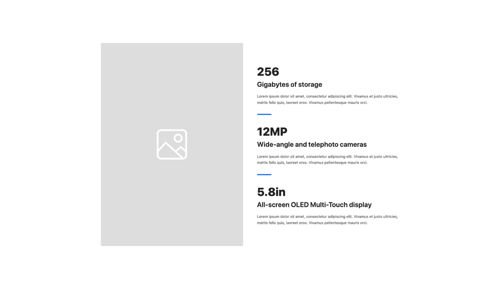 256
Gigabytes of storage
Lorem ipsum dolor sit amet, consectetur adipiscing elit. Vivamus et justo ultricies,
mattis felis quis, laoreet eros. Vivamus pellentesque mauris orci.
12MP
Wide-angle and telephoto cameras
Lorem ipsum dolor sit amet, consectetur adipiscing elit. Vivamus et justo ultricies,
mattis felis quis, laoreet eros. Vivamus pellentesque mauris orci.
5.8in
All-screen OLED Multi-Touch display
Lorem ipsum dolor sit amet, consectetur adipiscing elit. Vivamus et justo ultricies,
mattis felis quis, laoreet eros. Vivamus pellentesque mauris orci.